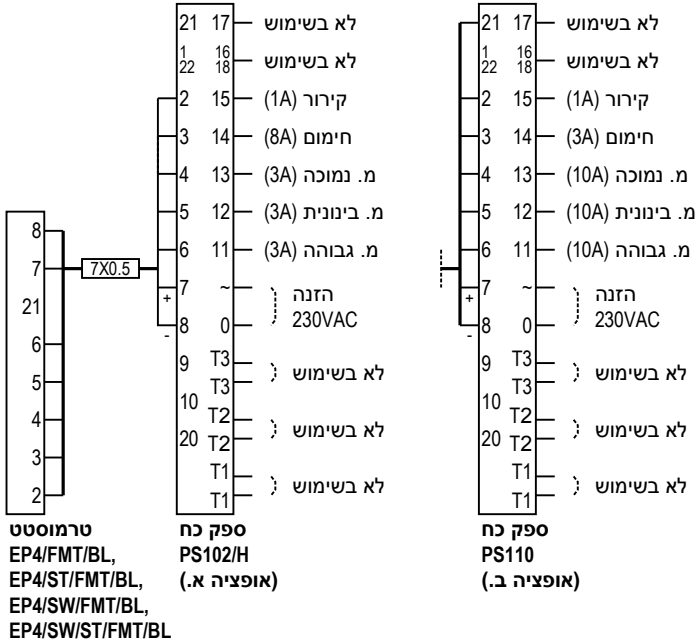 21 17 לא בשימוש
1 16
22 18 לא בשימוש
2 15 קירור (1A)
3 14 חימום (8A)
4 13 מ. נמוכה (3A)
5 12 מ. בינונית (3A)
6 11 מ. גבוהה (3A)
7 ~ הזנה
+
8 0 230VAC
-
9 T3
T3 לא בשימוש
10 T2
20 T2 לא בשימוש
T1
T1 לא בשימוש
ספק כח
PS102/H
(אופציה א.)
8
7
21
6
5
4
3
2
7X0.5
טרמוסטט
EP4/FMT/BL,
EP4/ST/FMT/BL,
EP4/SW/FMT/BL,
EP4/SW/ST/FMT/BL
21 17 לא בשימוש
1 16
22 18 לא בשימוש
2 15 קירור (1A)
3 14 חימום (3A)
4 13 מ. נמוכה (10A)
5 12 מ. בינונית (10A)
6 11 מ. גבוהה (10A)
7 ~ הזנה
+
8 0 230VAC
-
9 T3
T3 לא בשימוש
10 T2
20 T2 לא בשימוש
T1
T1 לא בשימוש
ספק כח
PS110
(אופציה ב.)